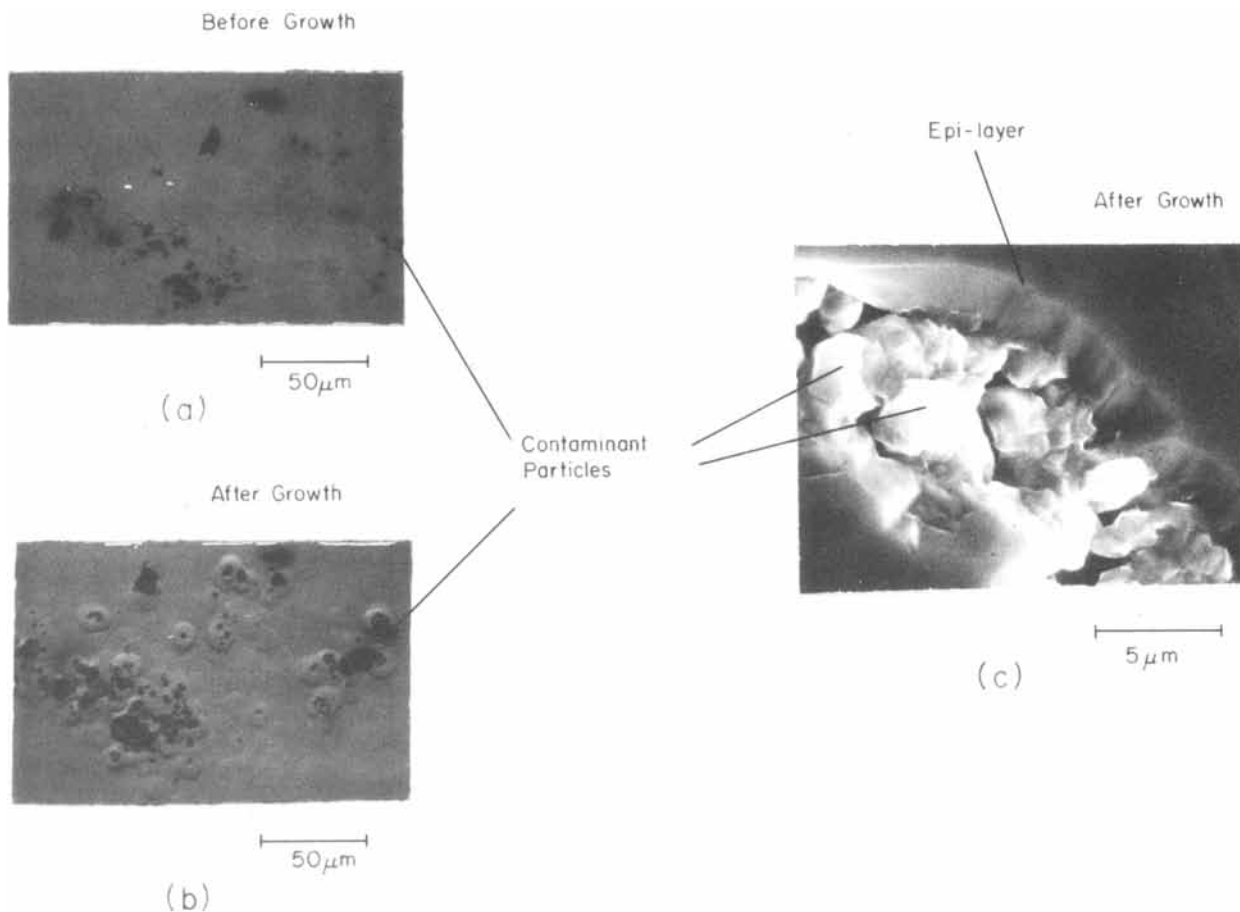 Before Growth
50μm
(a)
After Growth
50μm
(b)
Contaminant
Particles
Epi-layer
After Growth
5μm
(c)